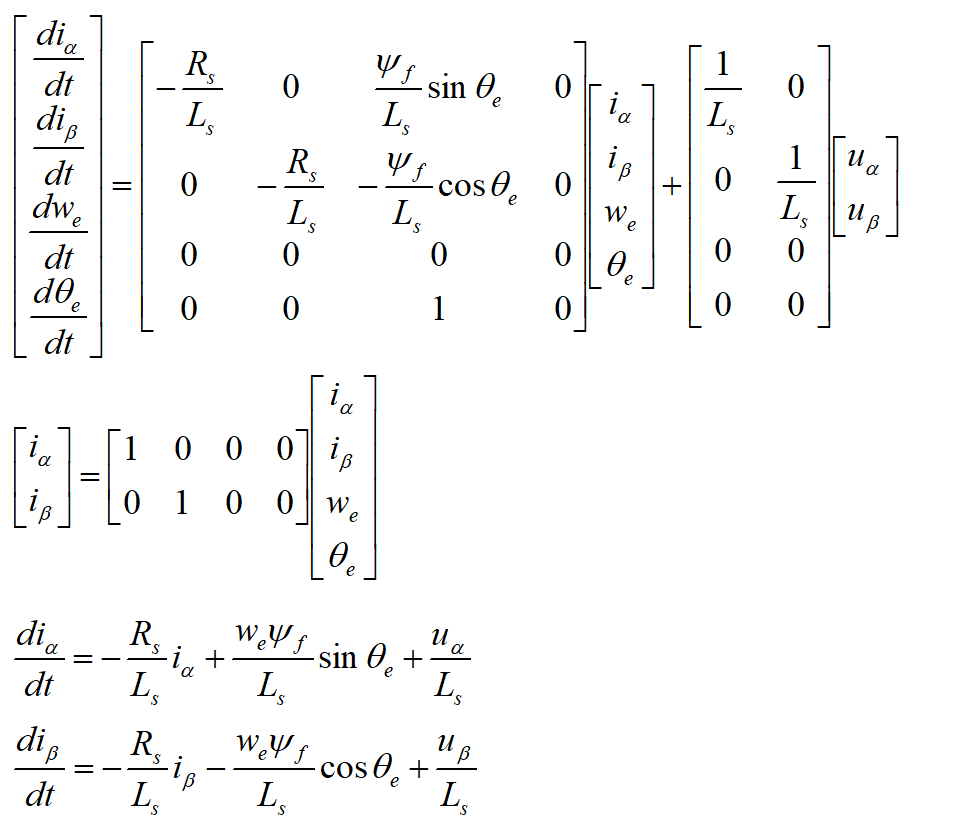 \begin{bmatrix} \frac{di_\alpha}{dt} \\ \frac{di_\beta}{dt} \\ \frac{dw_e}{dt} \\ \frac{d\theta_e}{dt} \end{bmatrix} = \begin{bmatrix} -\frac{R_s}{L_s} & 0 & \frac{\psi_f}{L_s}\sin\theta_e & 0 \\ 0 & -\frac{R_s}{L_s} & -\frac{\psi_f}{L_s}\cos\theta_e & 0 \\ 0 & 0 & 0 & 0 \\ 0 & 0 & 1 & 0 \end{bmatrix} \begin{bmatrix} i_\alpha \\ i_\beta \\ w_e \\ \theta_e \end{bmatrix} + \begin{bmatrix} \frac{1}{L_s} & 0 \\ 0 & \frac{1}{L_s} \\ 0 & 0 \\ 0 & 0 \end{bmatrix} \begin{bmatrix} u_\alpha \\ u_\beta \end{bmatrix}
\begin{bmatrix} i_\alpha \\ i_\beta \end{bmatrix} = \begin{bmatrix} 1 & 0 & 0 & 0 \\ 0 & 1 & 0 & 0 \end{bmatrix} \begin{bmatrix} i_\alpha \\ i_\beta \\ w_e \\ \theta_e \end{bmatrix}
\frac{di_\alpha}{dt} = -\frac{R_s}{L_s} i_\alpha + \frac{w_e\psi_f}{L_s}\sin\theta_e + \frac{u_\alpha}{L_s}
\frac{di_\beta}{dt} = -\frac{R_s}{L_s} i_\beta - \frac{w_e\psi_f}{L_s}\cos\theta_e + \frac{u_\beta}{L_s}